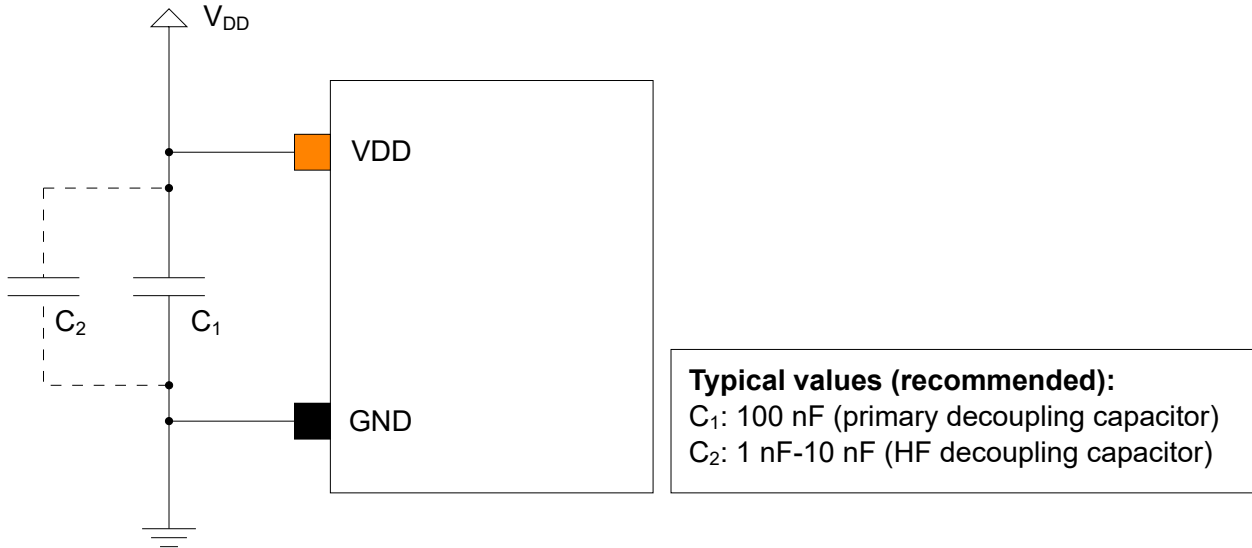 V_DD
VDD
C₂
C₁
GND
Typical values (recommended):
C₁: 100 nF (primary decoupling capacitor)
C₂: 1 nF-10 nF (HF decoupling capacitor)